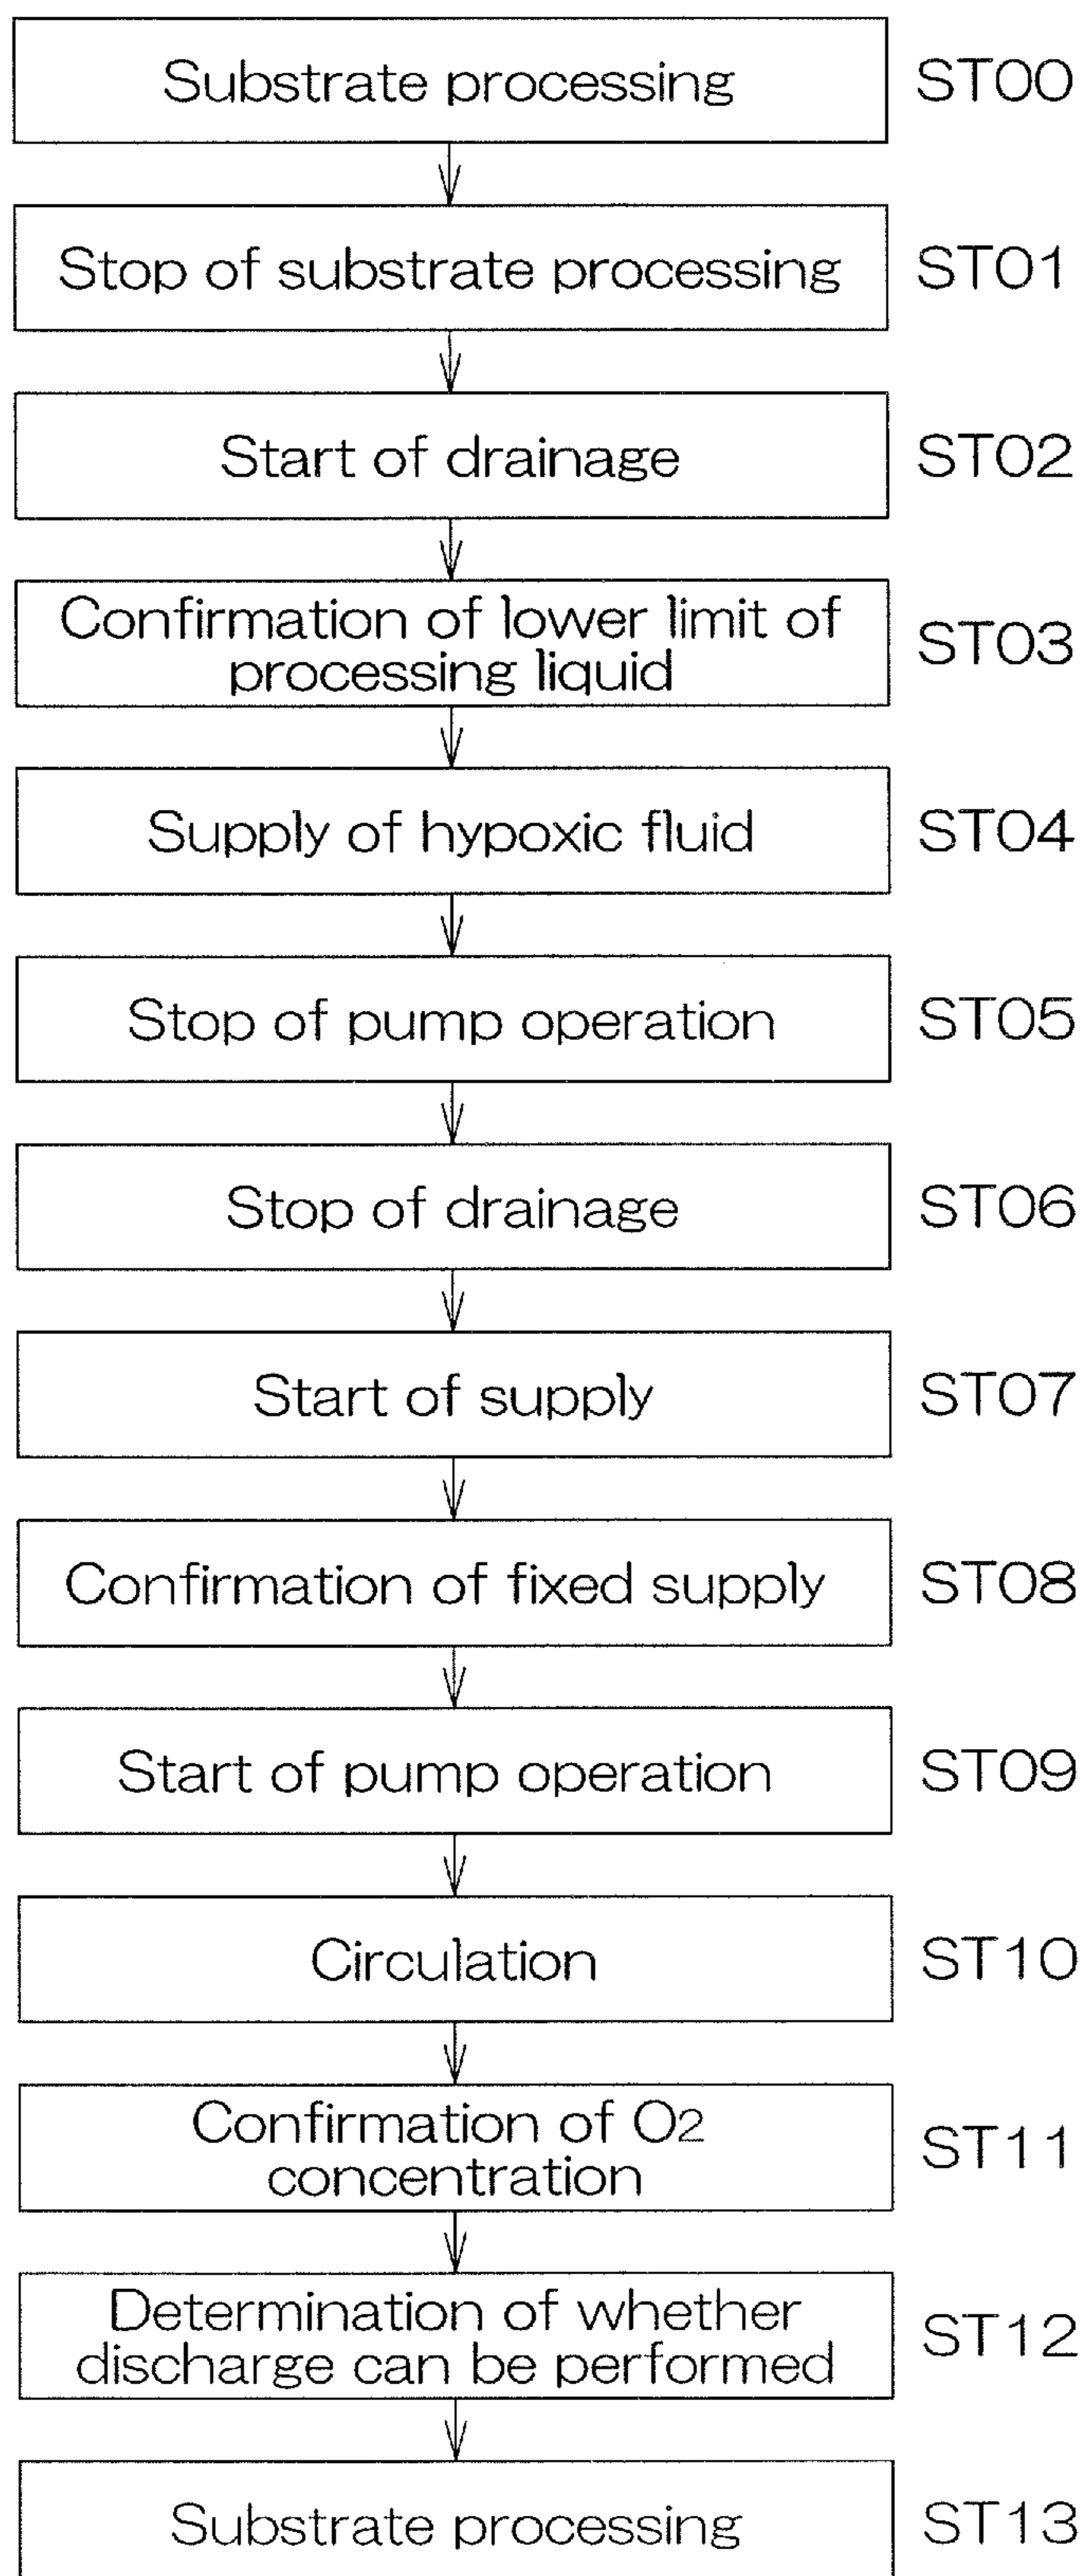 Substrate processing ST00
Stop of substrate processing ST01
Start of drainage ST02
Confirmation of lower limit of
processing liquid ST03
Supply of hypoxic fluid ST04
Stop of pump operation ST05
Stop of drainage ST06
Start of supply ST07
Confirmation of fixed supply ST08
Start of pump operation ST09
Circulation ST10
Confirmation of O2
concentration ST11
Determination of whether
discharge can be performed ST12
Substrate processing ST13